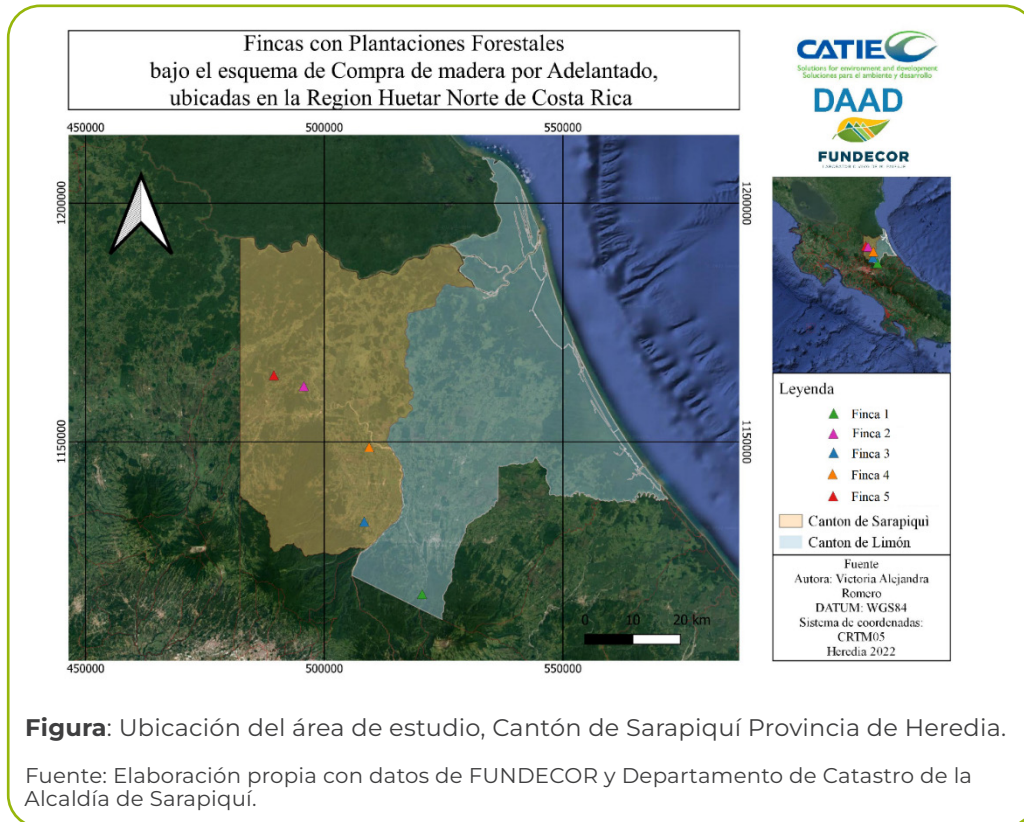 Fincas con Plantaciones Forestales
bajo el esquema de Compra de madera por Adelantado,
ubicadas en la Region Huetar Norte de Costa Rica
CATIE
Solutions for environment and development
Soluciones para el ambiente y desarrollo
DAAD
FUNDECOR
450000
500000
550000
1200000
1200000
1150000
1150000
0 10 20 km
450000
500000
550000
Leyenda
Finca 1
Finca 2
Finca 3
Finca 4
Finca 5
Canton de Sarapiquì
Canton de Limón
Fuente
Autora: Victoria Alejandra
Romero
DATUM: WGS84
Sistema de coordenadas:
CRTM05
Heredia 2022
Figura: Ubicación del área de estudio, Cantón de Sarapiquí Provincia de Heredia.
Fuente: Elaboración propia con datos de FUNDECOR y Departamento de Catastro de la
Alcaldía de Sarapiquí.